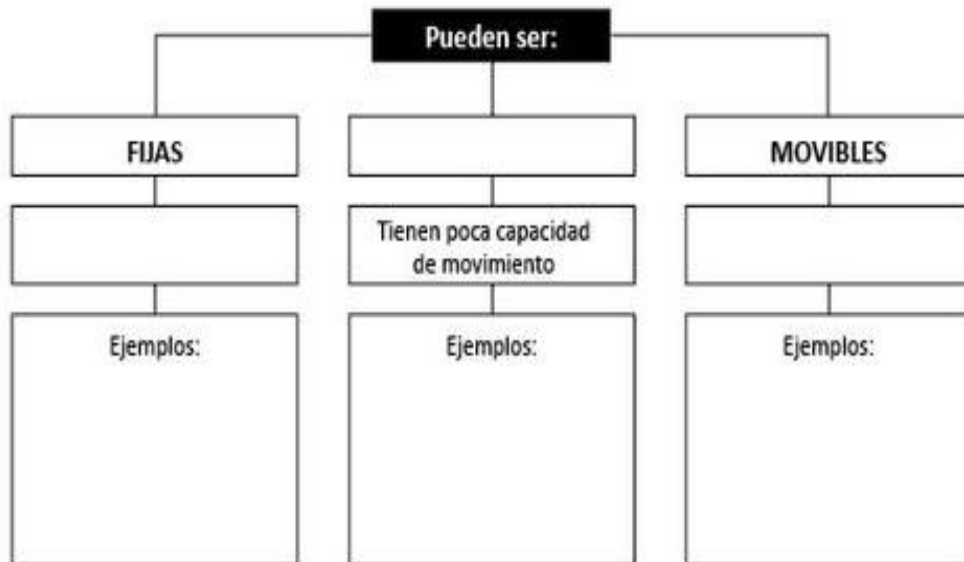 Pueden ser:
FIJAS
MOVIBLES
Tienen poca capacidad
de movimiento
Ejemplos:
Ejemplos:
Ejemplos: